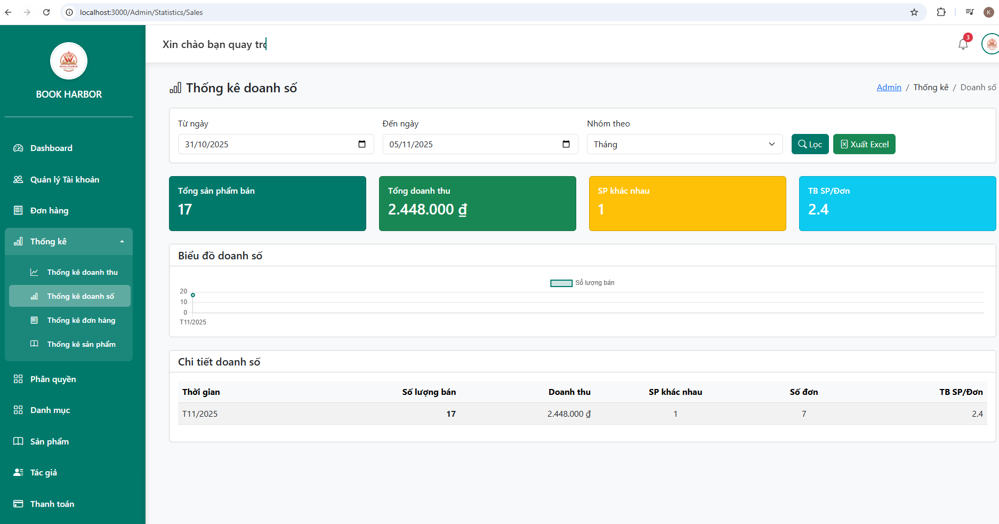 localhost:3000/Admin/Statistics/Sales
K
BOOK HARBOR
BOOK HARBOR
Xin chào bạn quay trở
3
Dashboard
Quản lý Tài khoản
Đơn hàng
Thống kê
Thống kê doanh thu
Thống kê doanh số
Thống kê đơn hàng
Thống kê sản phẩm
Phân quyền
Danh mục
Sản phẩm
Tác giả
Thanh toán
Thống kê doanh số
Admin / Thống kê / Doanh số
Từ ngày
31/10/2025
Đến ngày
05/11/2025
Nhóm theo
Tháng
Lọc
Xuất Excel
Tổng sản phẩm bán
17
Tổng doanh thu
2.448.000 ₫
SP khác nhau
1
TB SP/Đơn
2.4
Biểu đồ doanh số
Số lượng bán
20
10
0
T11/2025
Chi tiết doanh số
Thời gian Số lượng bán Doanh thu SP khác nhau Số đơn TB SP/Đơn
T11/2025 17 2.448.000 ₫ 1 7 2.4